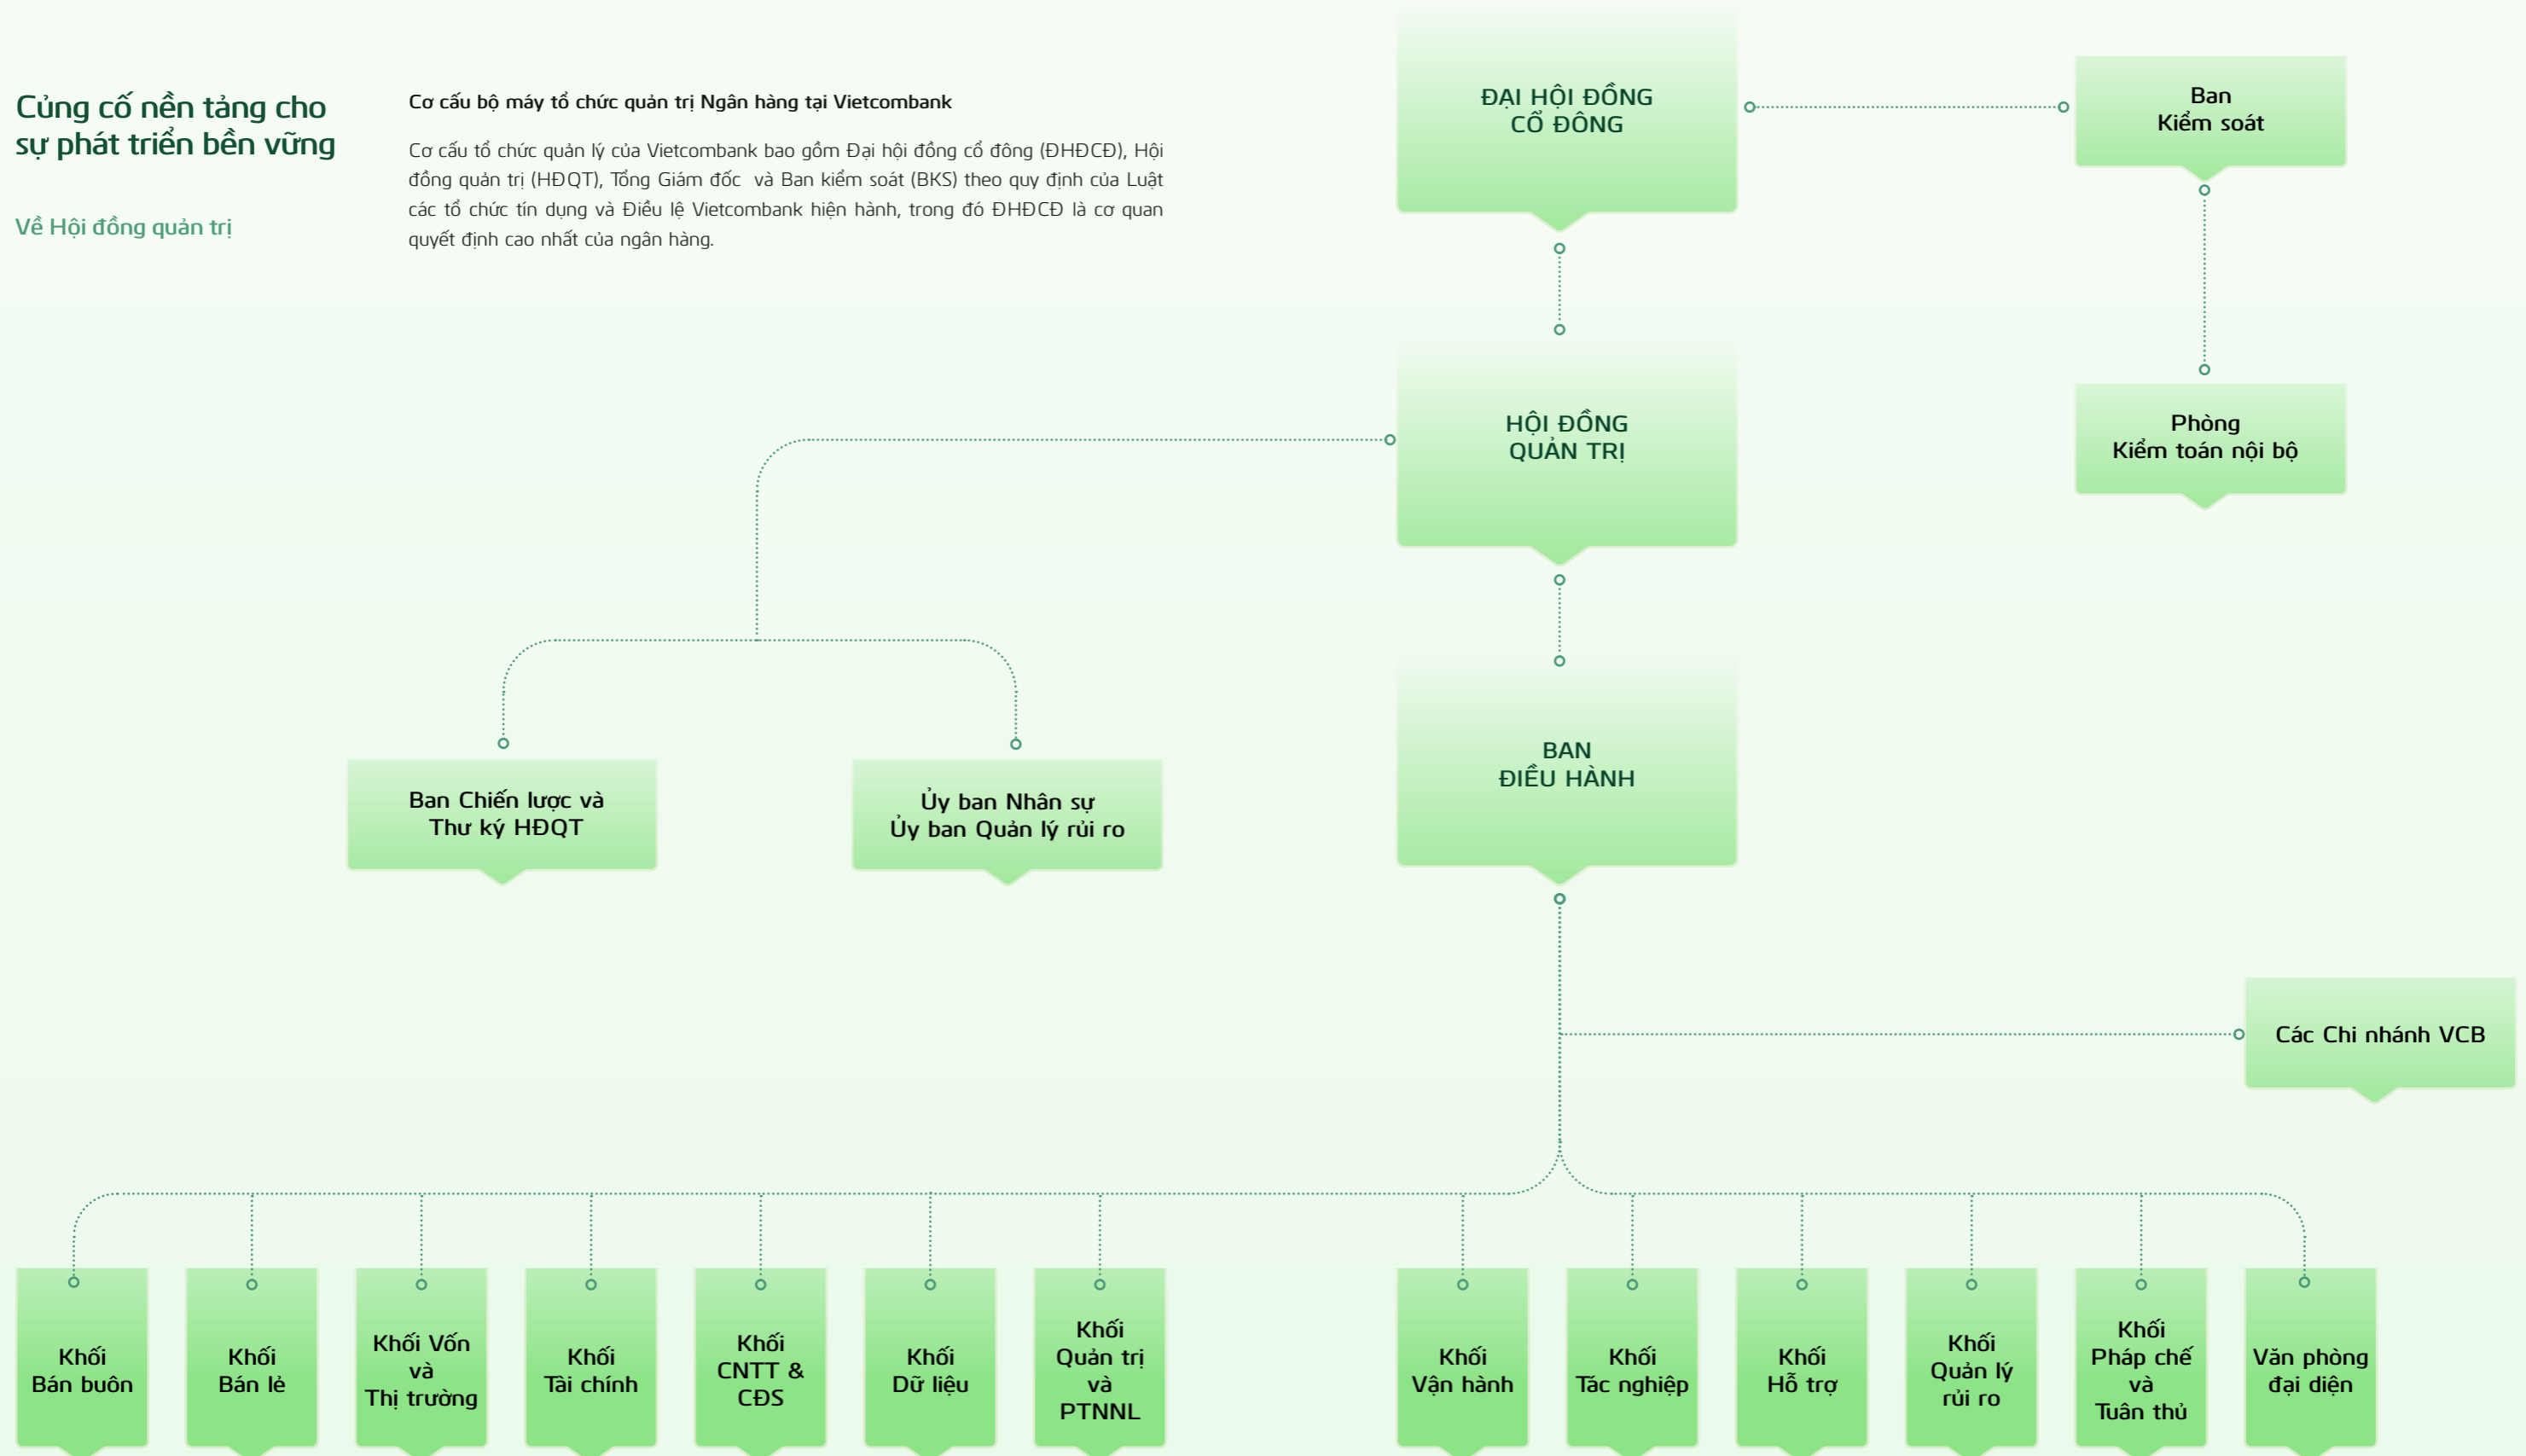 Củng cố nền tảng cho
sự phát triển bền vững
Về Hội đồng quản trị
Cơ cấu bộ máy tổ chức quản trị Ngân hàng tại Vietcombank
Cơ cấu tổ chức quản lý của Vietcombank bao gồm Đại hội đồng cổ đông (ĐHĐCĐ), Hội
đồng quản trị (HĐQT), Tổng Giám đốc và Ban kiểm soát (BKS) theo quy định của Luật
các tổ chức tín dụng và Điều lệ Vietcombank hiện hành, trong đó ĐHĐCĐ là cơ quan
quyết định cao nhất của ngân hàng.
ĐẠI HỘI ĐỒNG
CỔ ĐÔNG
Ban
Kiểm soát
HỘI ĐỒNG
QUẢN TRỊ
Phòng
Kiểm toán nội bộ
BAN
ĐIỀU HÀNH
Ban Chiến lược và
Thư ký HĐQT
Ủy ban Nhân sự
Ủy ban Quản lý rủi ro
Các Chi nhánh VCB
Khối
Bán buôn
Khối
Bán lẻ
Khối Vốn
và
Thị trường
Khối
Tài chính
Khối
CNTT &
CĐS
Khối
Dữ liệu
Khối
Quản trị
và
PTNNL
Khối
Vận hành
Khối
Tác nghiệp
Khối
Hỗ trợ
Khối
Quản lý
rủi ro
Khối
Pháp chế
và
Tuân thủ
Văn phòng
đại diện